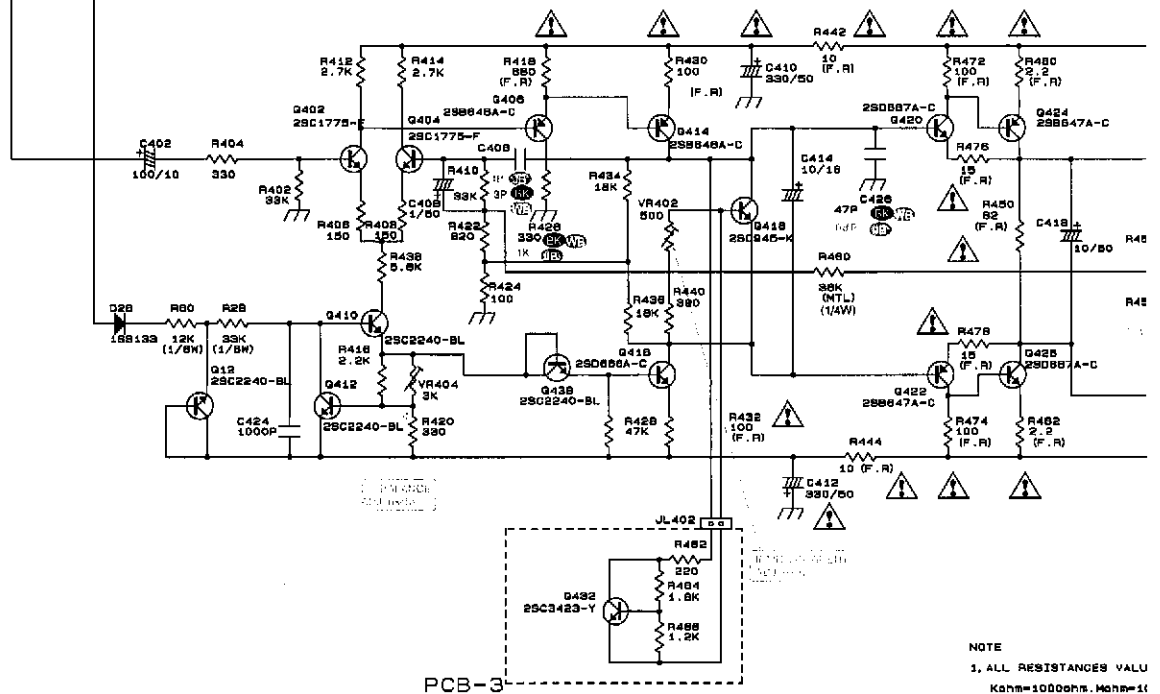 R442
10
(F.R)
R412
2.7K
R414
2.7K
R418
680
(F.R)
R430
100
(F.R)
C410
330/50
R472
100
(F.R)
R480
2.2
(F.R)
Q402
2SC1775-F
Q404
2SC1775-F
Q406
2SB648A-C
Q414
2SB648A-C
2SD667A-C
Q420
Q424
2SB647A-C
C402
100/10
R404
330
R402
33K
R410
33K
C408
1P
3P
WB
R434
18K
VR402
500
C414
10/16
R476
15
(F.R)
C426
47P
WB
R450
82
(F.R)
C418
10/50
R406
150
R408
150
C406
1/50
R422
820
R426
330
WB
1K
Q416
2SC945-K
R438
5.6K
R424
100
R436
18K
R440
390
R460
36K
(MTL)
(1/4W)
D26
1SS133
R60
12K
(1/6W)
R28
33K
(1/6W)
Q410
2SC2240-BL
R416
2.2K
Q12
2SC2240-BL
Q412
2SC2240-BL
VR404
3K
R420
330
C424
1000P
Q438
2SC2240-BL
Q418
2SD666A-C
R428
47K
R432
100
(F.R)
R478
15
(F.R)
Q422
2SB647A-C
Q426
2SD667A-C
R474
100
(F.R)
R482
2.2
(F.R)
R444
10 (F.R)
C412
330/50
JL402
R462
220
R464
1.8K
Q432
2SC3423-Y
R466
1.2K
PCB-3
NOTE
1. ALL RESISTANCES VALU
Kohm=1000ohm. Mohm=10